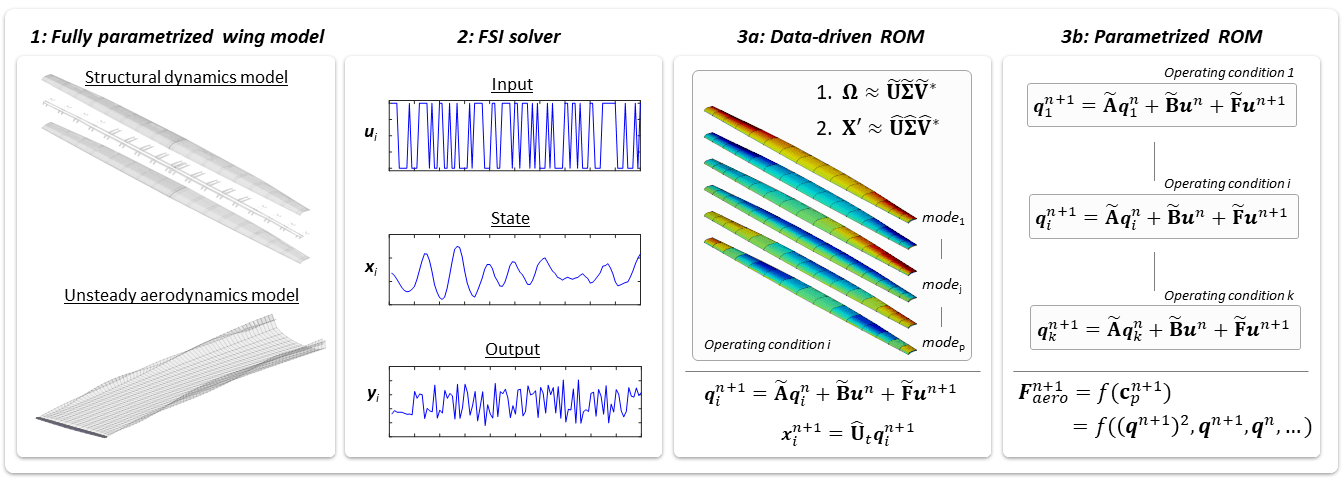 1: Fully parametrized wing model
Structural dynamics model
Unsteady aerodynamics model
2: FSI solver
Input
u_i
State
x_i
Output
y_i
3a: Data-driven ROM
1. Ω ≈ ŨΣ̃Ṽ*
2. X′ ≈ ÛΣ̂V̂*
mode_1
mode_j
mode_p
Operating condition i
q_i^{n+1} = Ãq_i^n + B̃u^n + F̃u^{n+1}
x_i^{n+1} = Û_t q_i^{n+1}
3b: Parametrized ROM
Operating condition 1
q_1^{n+1} = Ãq_1^n + B̃u^n + F̃u^{n+1}
Operating condition i
q_i^{n+1} = Ãq_i^n + B̃u^n + F̃u^{n+1}
Operating condition k
q_k^{n+1} = Ãq_k^n + B̃u^n + F̃u^{n+1}
F_{aero}^{n+1} = f(c_p^{n+1})
= f((q^{n+1})^2, q^{n+1}, q^n, …)